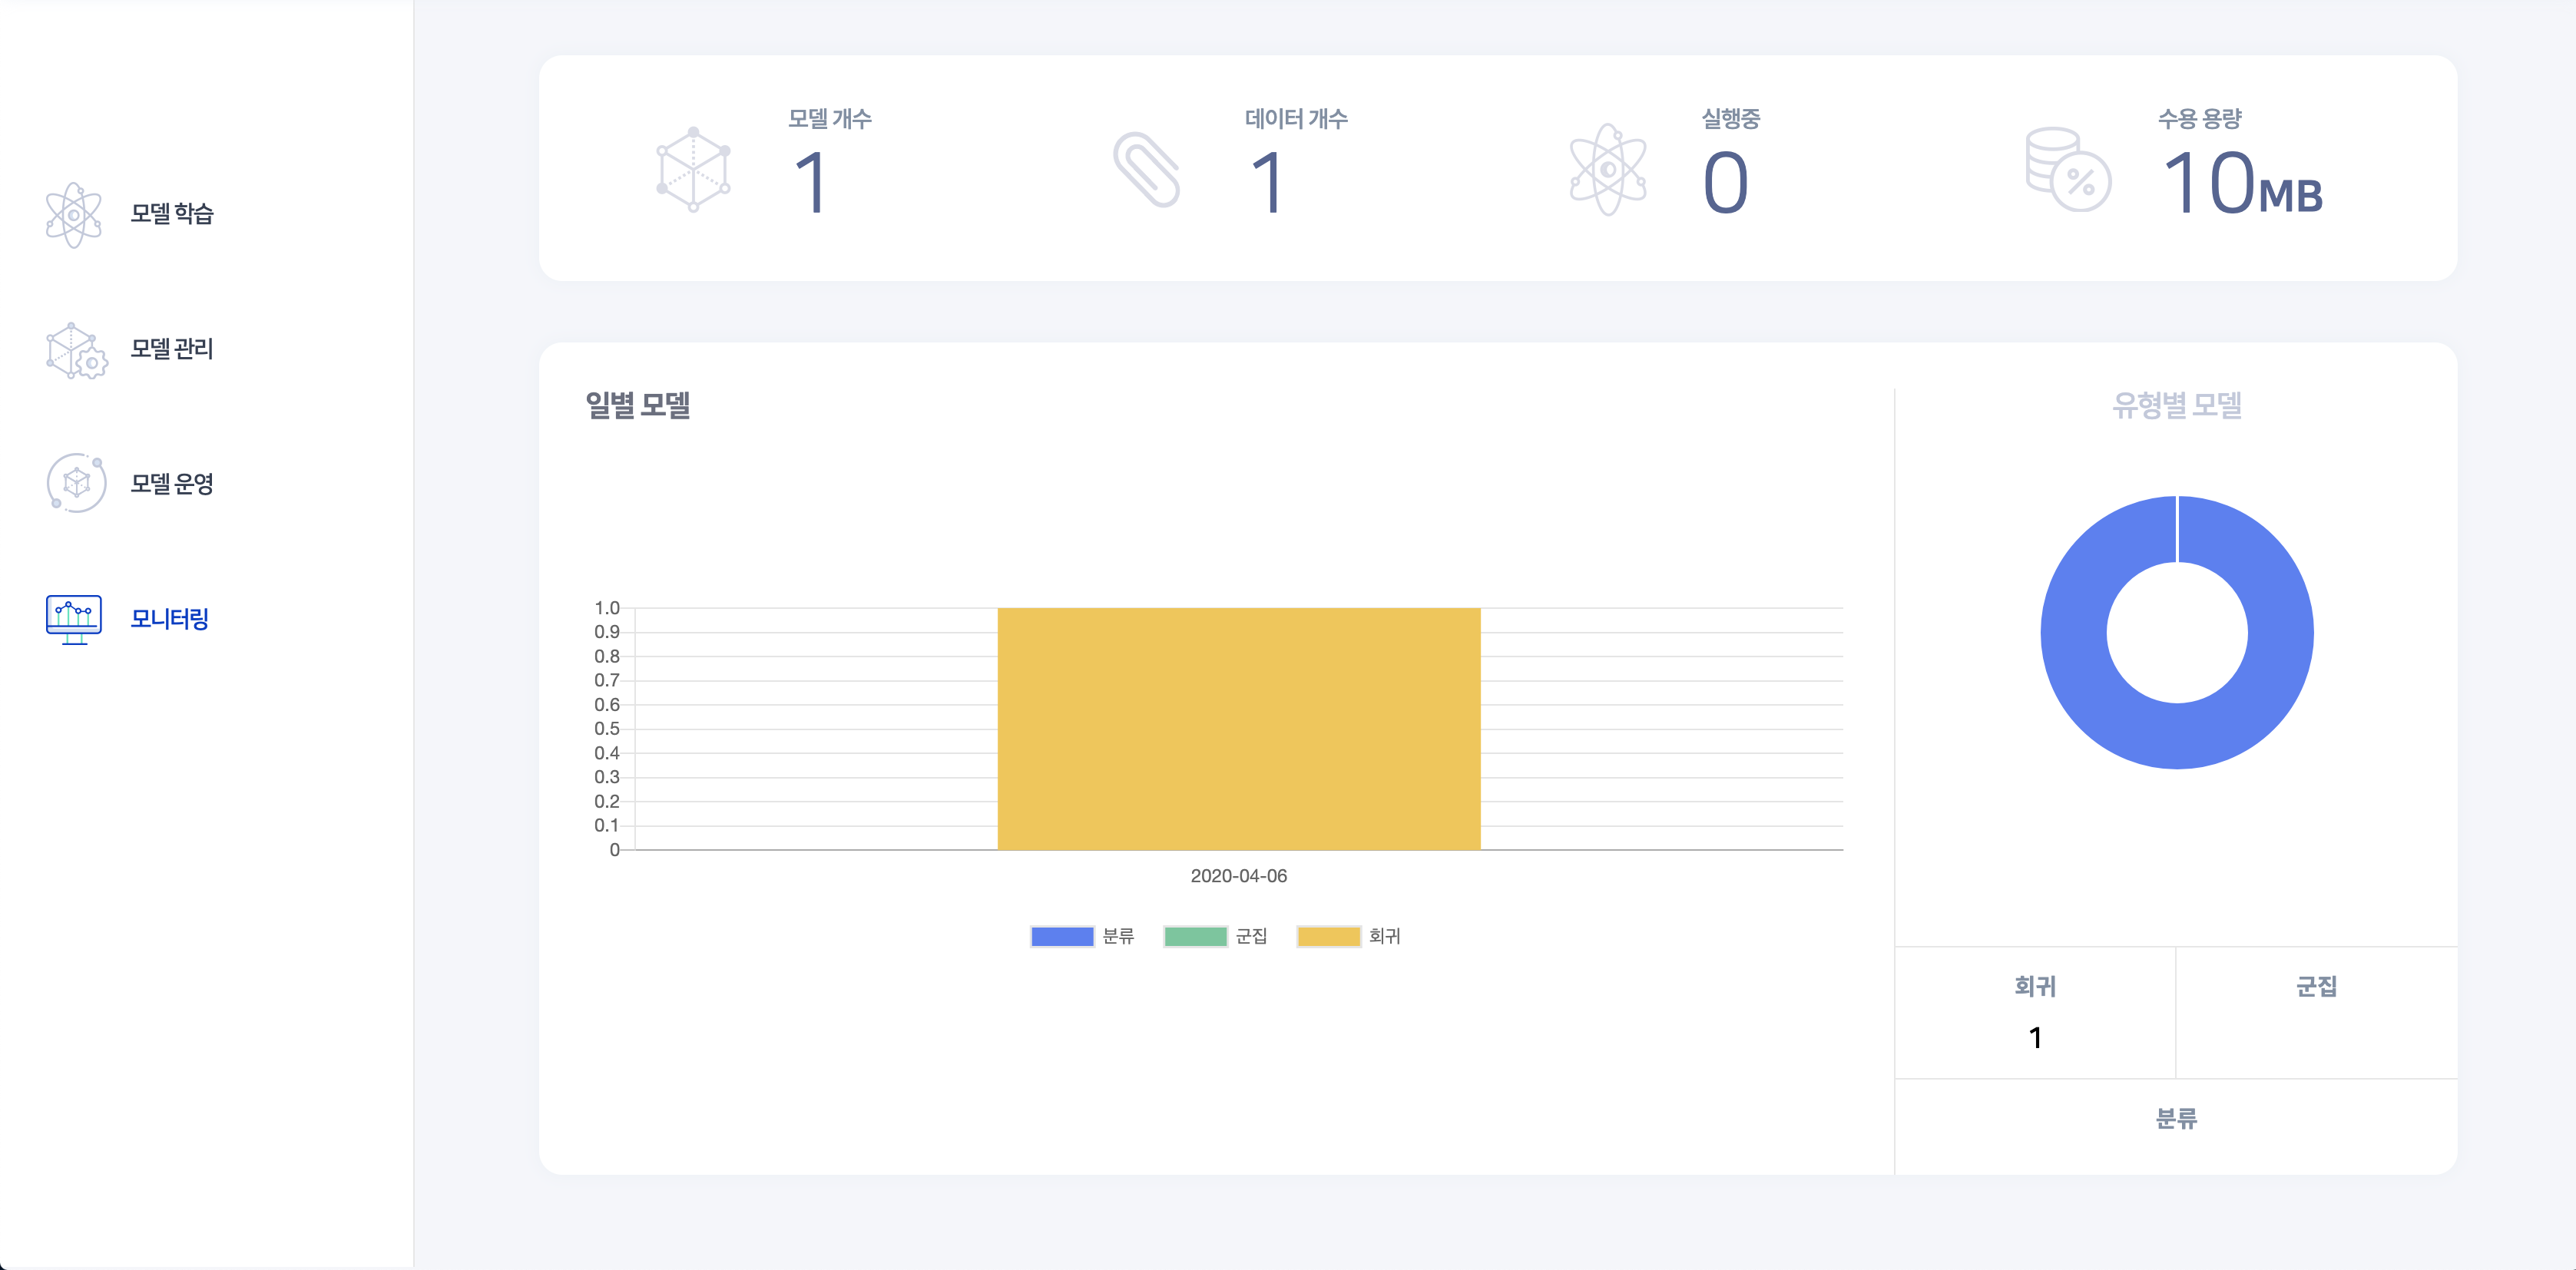 모델 학습
모델 관리
모델 운영
모니터링
모델 개수
1
데이터 개수
1
실행중
0
수용 용량
10MB
일별 모델
1.0
0.9
0.8
0.7
0.6
0.5
0.4
0.3
0.2
0.1
0
2020-04-06
분류 군집 회귀
유형별 모델
회귀
1
군집
분류